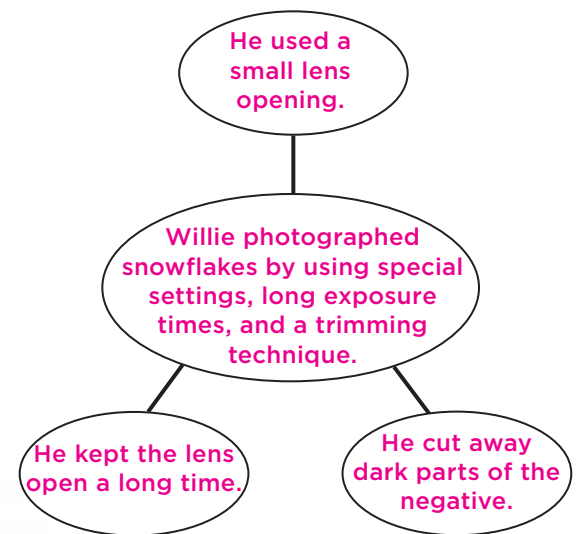 He used a
small lens
opening.
Willie photographed
snowflakes by using special
settings, long exposure
times, and a trimming
technique.
He kept the lens
open a long time.
He cut away
dark parts of the
negative.